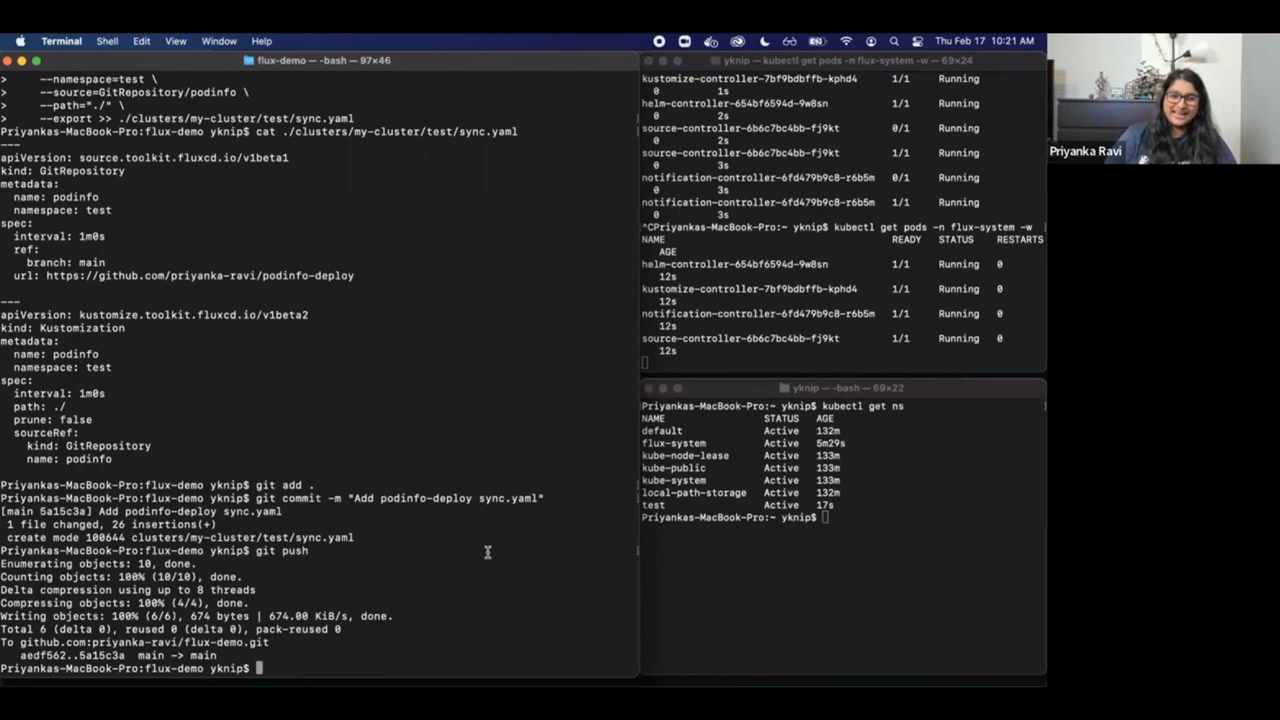 Terminal Shell Edit View Window Help
Thu Feb 17 10:21 AM
flux-demo — -bash — 97×46
> --namespace=test \
> --source=GitRepository/podinfo \
> --path="./" \
> --export >> ./clusters/my-cluster/test/sync.yaml
Priyankas-MacBook-Pro:flux-demo yknip$ cat ./clusters/my-cluster/test/sync.yaml
---
apiVersion: source.toolkit.fluxcd.io/v1beta1
kind: GitRepository
metadata:
name: podinfo
namespace: test
spec:
interval: 1m0s
ref:
branch: main
url: https://github.com/priyanka-ravi/podinfo-deploy
---
apiVersion: kustomize.toolkit.fluxcd.io/v1beta2
kind: Kustomization
metadata:
name: podinfo
namespace: test
spec:
interval: 1m0s
path: ./
prune: false
sourceRef:
kind: GitRepository
name: podinfo
Priyankas-MacBook-Pro:flux-demo yknip$ git add .
Priyankas-MacBook-Pro:flux-demo yknip$ git commit -m "Add podinfo-deploy sync.yaml"
[main 5a15c3a] Add podinfo-deploy sync.yaml
1 file changed, 26 insertions(+)
create mode 100644 clusters/my-cluster/test/sync.yaml
Priyankas-MacBook-Pro:flux-demo yknip$ git push
Enumerating objects: 10, done.
Counting objects: 100% (10/10), done.
Delta compression using up to 8 threads
Compressing objects: 100% (4/4), done.
Writing objects: 100% (6/6), 674 bytes | 674.00 KiB/s, done.
Total 6 (delta 0), reused 0 (delta 0), pack-reused 0
To github.com:priyanka-ravi/flux-demo.git
aedf562..5a15c3a main -> main
Priyankas-MacBook-Pro:flux-demo yknip$
yknip — kubectl get pods -n flux-system -w — 69×24
kustomize-controller-7bf9bdbffb-kphd4 1/1 Running
0 1s
helm-controller-654bf6594d-9w8sn 1/1 Running
0 2s
source-controller-6b6c7bc4bb-fj9kt 0/1 Running
0 2s
source-controller-6b6c7bc4bb-fj9kt 1/1 Running
0 3s
notification-controller-6fd479b9c8-r6b5m 0/1 Running
0 3s
notification-controller-6fd479b9c8-r6b5m 1/1 Running
0 3s
^CPriyankas-MacBook-Pro:~ yknip$ kubectl get pods -n flux-system -w
NAME READY STATUS RESTARTS
AGE
helm-controller-654bf6594d-9w8sn 1/1 Running 0
12s
kustomize-controller-7bf9bdbffb-kphd4 1/1 Running 0
12s
notification-controller-6fd479b9c8-r6b5m 1/1 Running 0
12s
source-controller-6b6c7bc4bb-fj9kt 1/1 Running 0
12s
yknip — -bash — 69×22
Priyankas-MacBook-Pro:~ yknip$ kubectl get ns
NAME STATUS AGE
default Active 132m
flux-system Active 5m29s
kube-node-lease Active 133m
kube-public Active 133m
kube-system Active 133m
local-path-storage Active 132m
test Active 17s
Priyankas-MacBook-Pro:~ yknip$
Priyanka Ravi